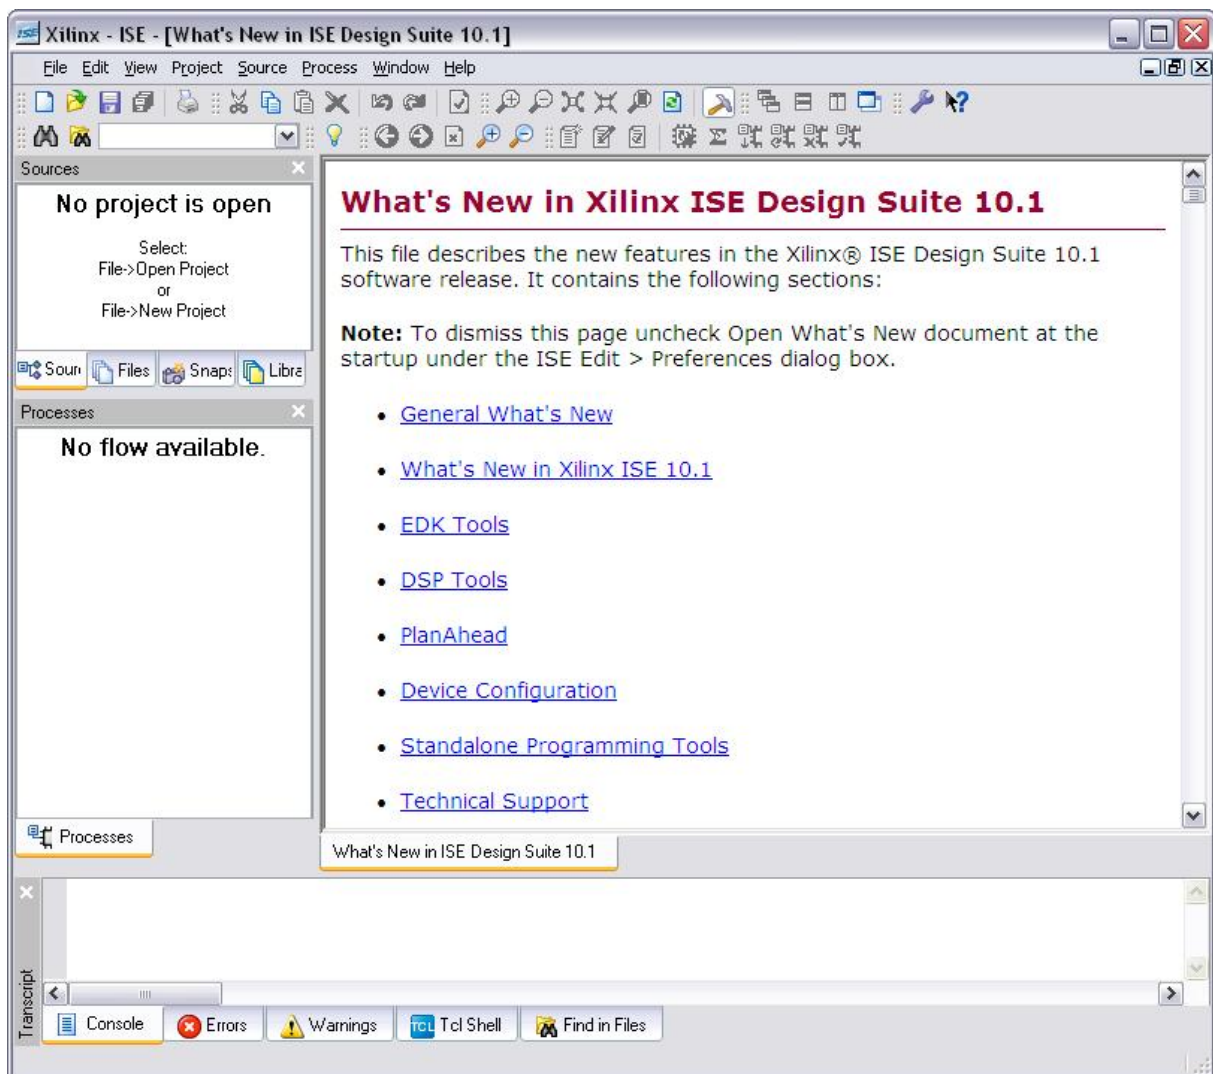 Xilinx - ISE - [What's New in ISE Design Suite 10.1]
File Edit View Project Source Process Window Help
Sources
No project is open
Select:
File->Open Project
or
File->New Project
Sour Files Snaps Libra
Processes
No flow available.
Processes
What's New in Xilinx ISE Design Suite 10.1
This file describes the new features in the Xilinx® ISE Design Suite 10.1
software release. It contains the following sections:
Note: To dismiss this page uncheck Open What's New document at the
startup under the ISE Edit > Preferences dialog box.
• General What's New
• What's New in Xilinx ISE 10.1
• EDK Tools
• DSP Tools
• PlanAhead
• Device Configuration
• Standalone Programming Tools
• Technical Support
What's New in ISE Design Suite 10.1
Transcript
Console Errors Warnings TCL Tcl Shell Find in Files